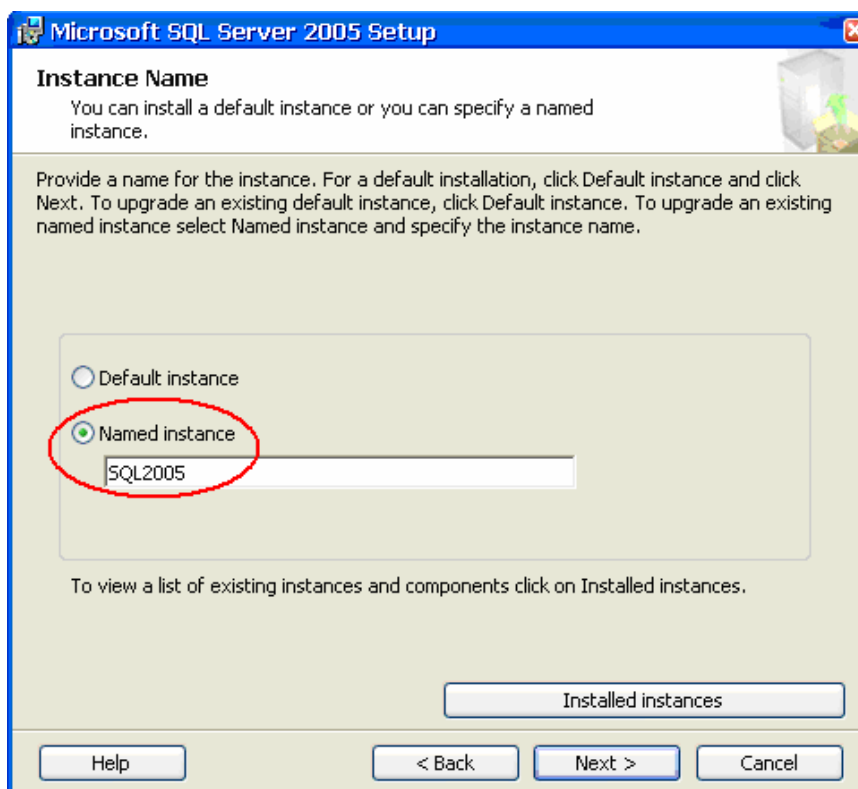 Microsoft SQL Server 2005 Setup
Instance Name
You can install a default instance or you can specify a named
instance.
Provide a name for the instance. For a default installation, click Default instance and click
Next. To upgrade an existing default instance, click Default instance. To upgrade an existing
named instance select Named instance and specify the instance name.
Default instance
Named instance
SQL2005
To view a list of existing instances and components click on Installed instances.
Installed instances
Help
< Back
Next >
Cancel